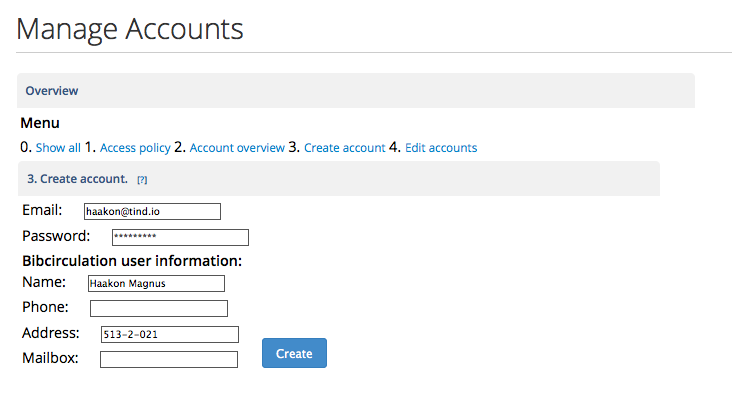 Manage Accounts
Overview
Menu
0. Show all 1. Access policy 2. Account overview 3. Create account 4. Edit accounts
3. Create account. [?]
Email: haakon@tind.io
Password: *********
Bibcirculation user information:
Name: Haakon Magnus
Phone:
Address: 513-2-021
Mailbox:
Create